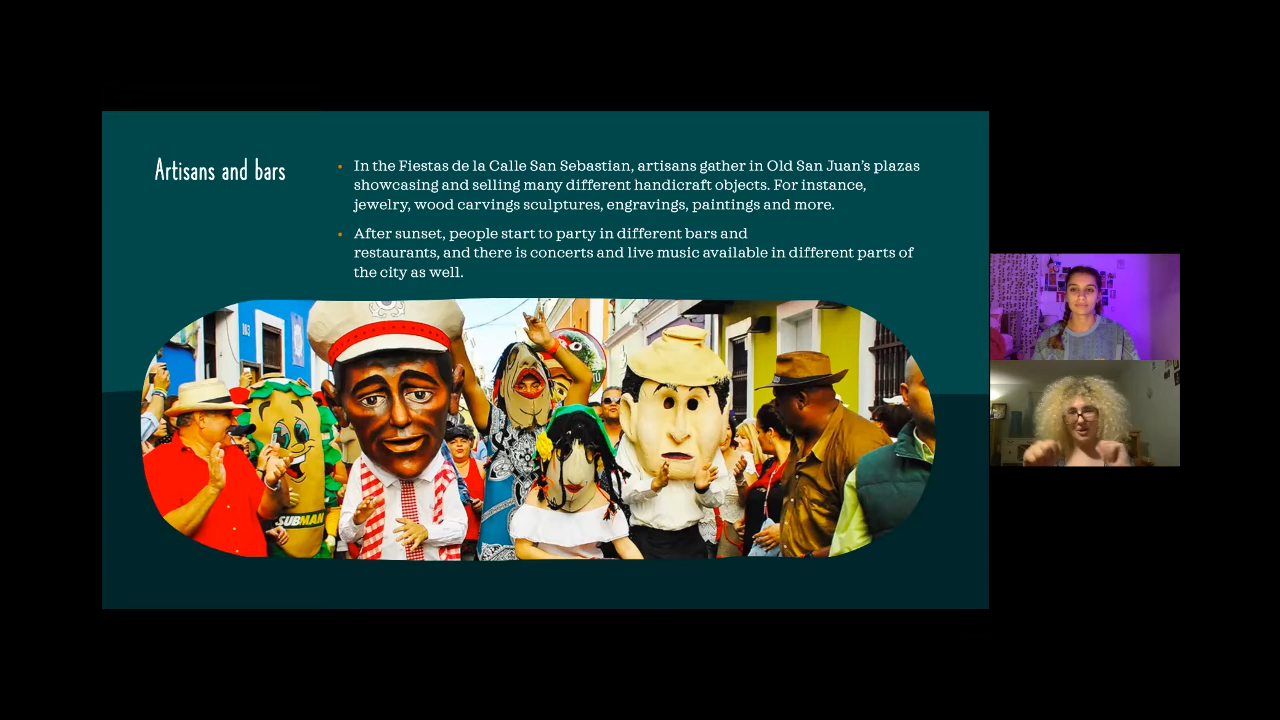 Artisans and bars
In the Fiestas de la Calle San Sebastian, artisans gather in Old San Juan's plazas
showcasing and selling many different handicraft objects. For instance,
jewelry, wood carvings sculptures, engravings, paintings and more.
After sunset, people start to party in different bars and
restaurants, and there is concerts and live music available in different parts of
the city as well.
SUBMAN